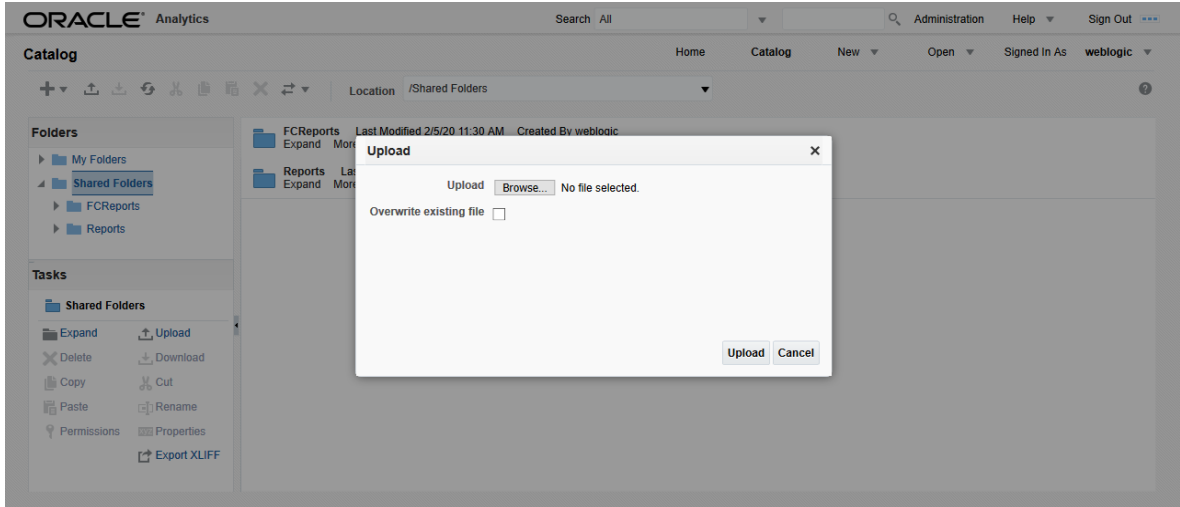 ORACLE® Analytics
Search All
Administration Help Sign Out
Catalog
Home Catalog New Open Signed In As weblogic
Location /Shared Folders
Folders
My Folders
Shared Folders
FCReports
Reports
FCReports Last Modified 2/5/20 11:30 AM Created By weblogic
Expand More
Reports La
Expand More
Upload
Upload Browse... No file selected.
Overwrite existing file
Upload Cancel
Tasks
Shared Folders
Expand Upload
Delete Download
Copy Cut
Paste Rename
Permissions Properties
Export XLIFF